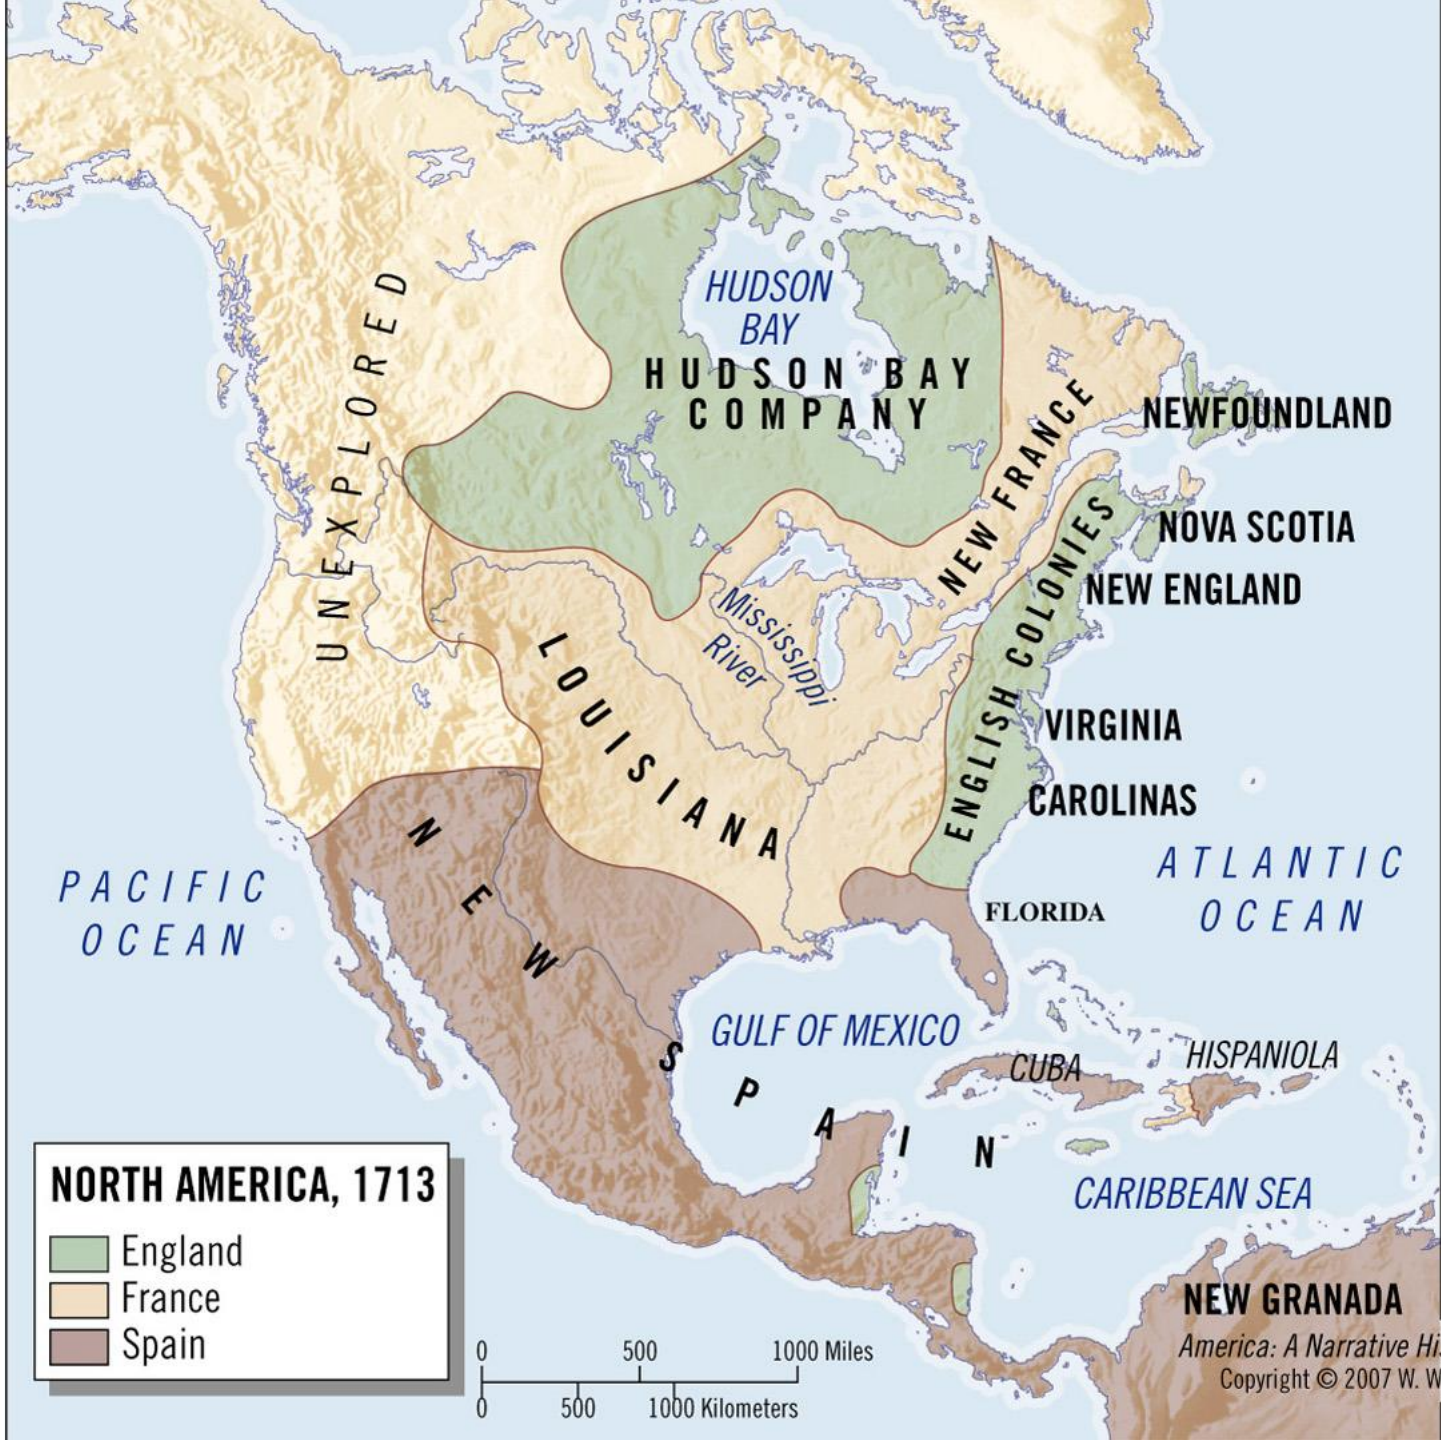 UNEXPLORED
HUDSON
BAY
HUDSON BAY
COMPANY
NEW FRANCE
NEWFOUNDLAND
NOVA SCOTIA
NEW ENGLAND
ENGLISH COLONIES
Mississippi
River
LOUISIANA
VIRGINIA
CAROLINAS
PACIFIC
OCEAN
ATLANTIC
OCEAN
FLORIDA
NEW SPAIN
GULF OF MEXICO
CUBA
HISPANIOLA
CARIBBEAN SEA
NORTH AMERICA, 1713
England
France
Spain
0 500 1000 Miles
0 500 1000 Kilometers
NEW GRANADA
America: A Narrative
Copyright © 2007 W.